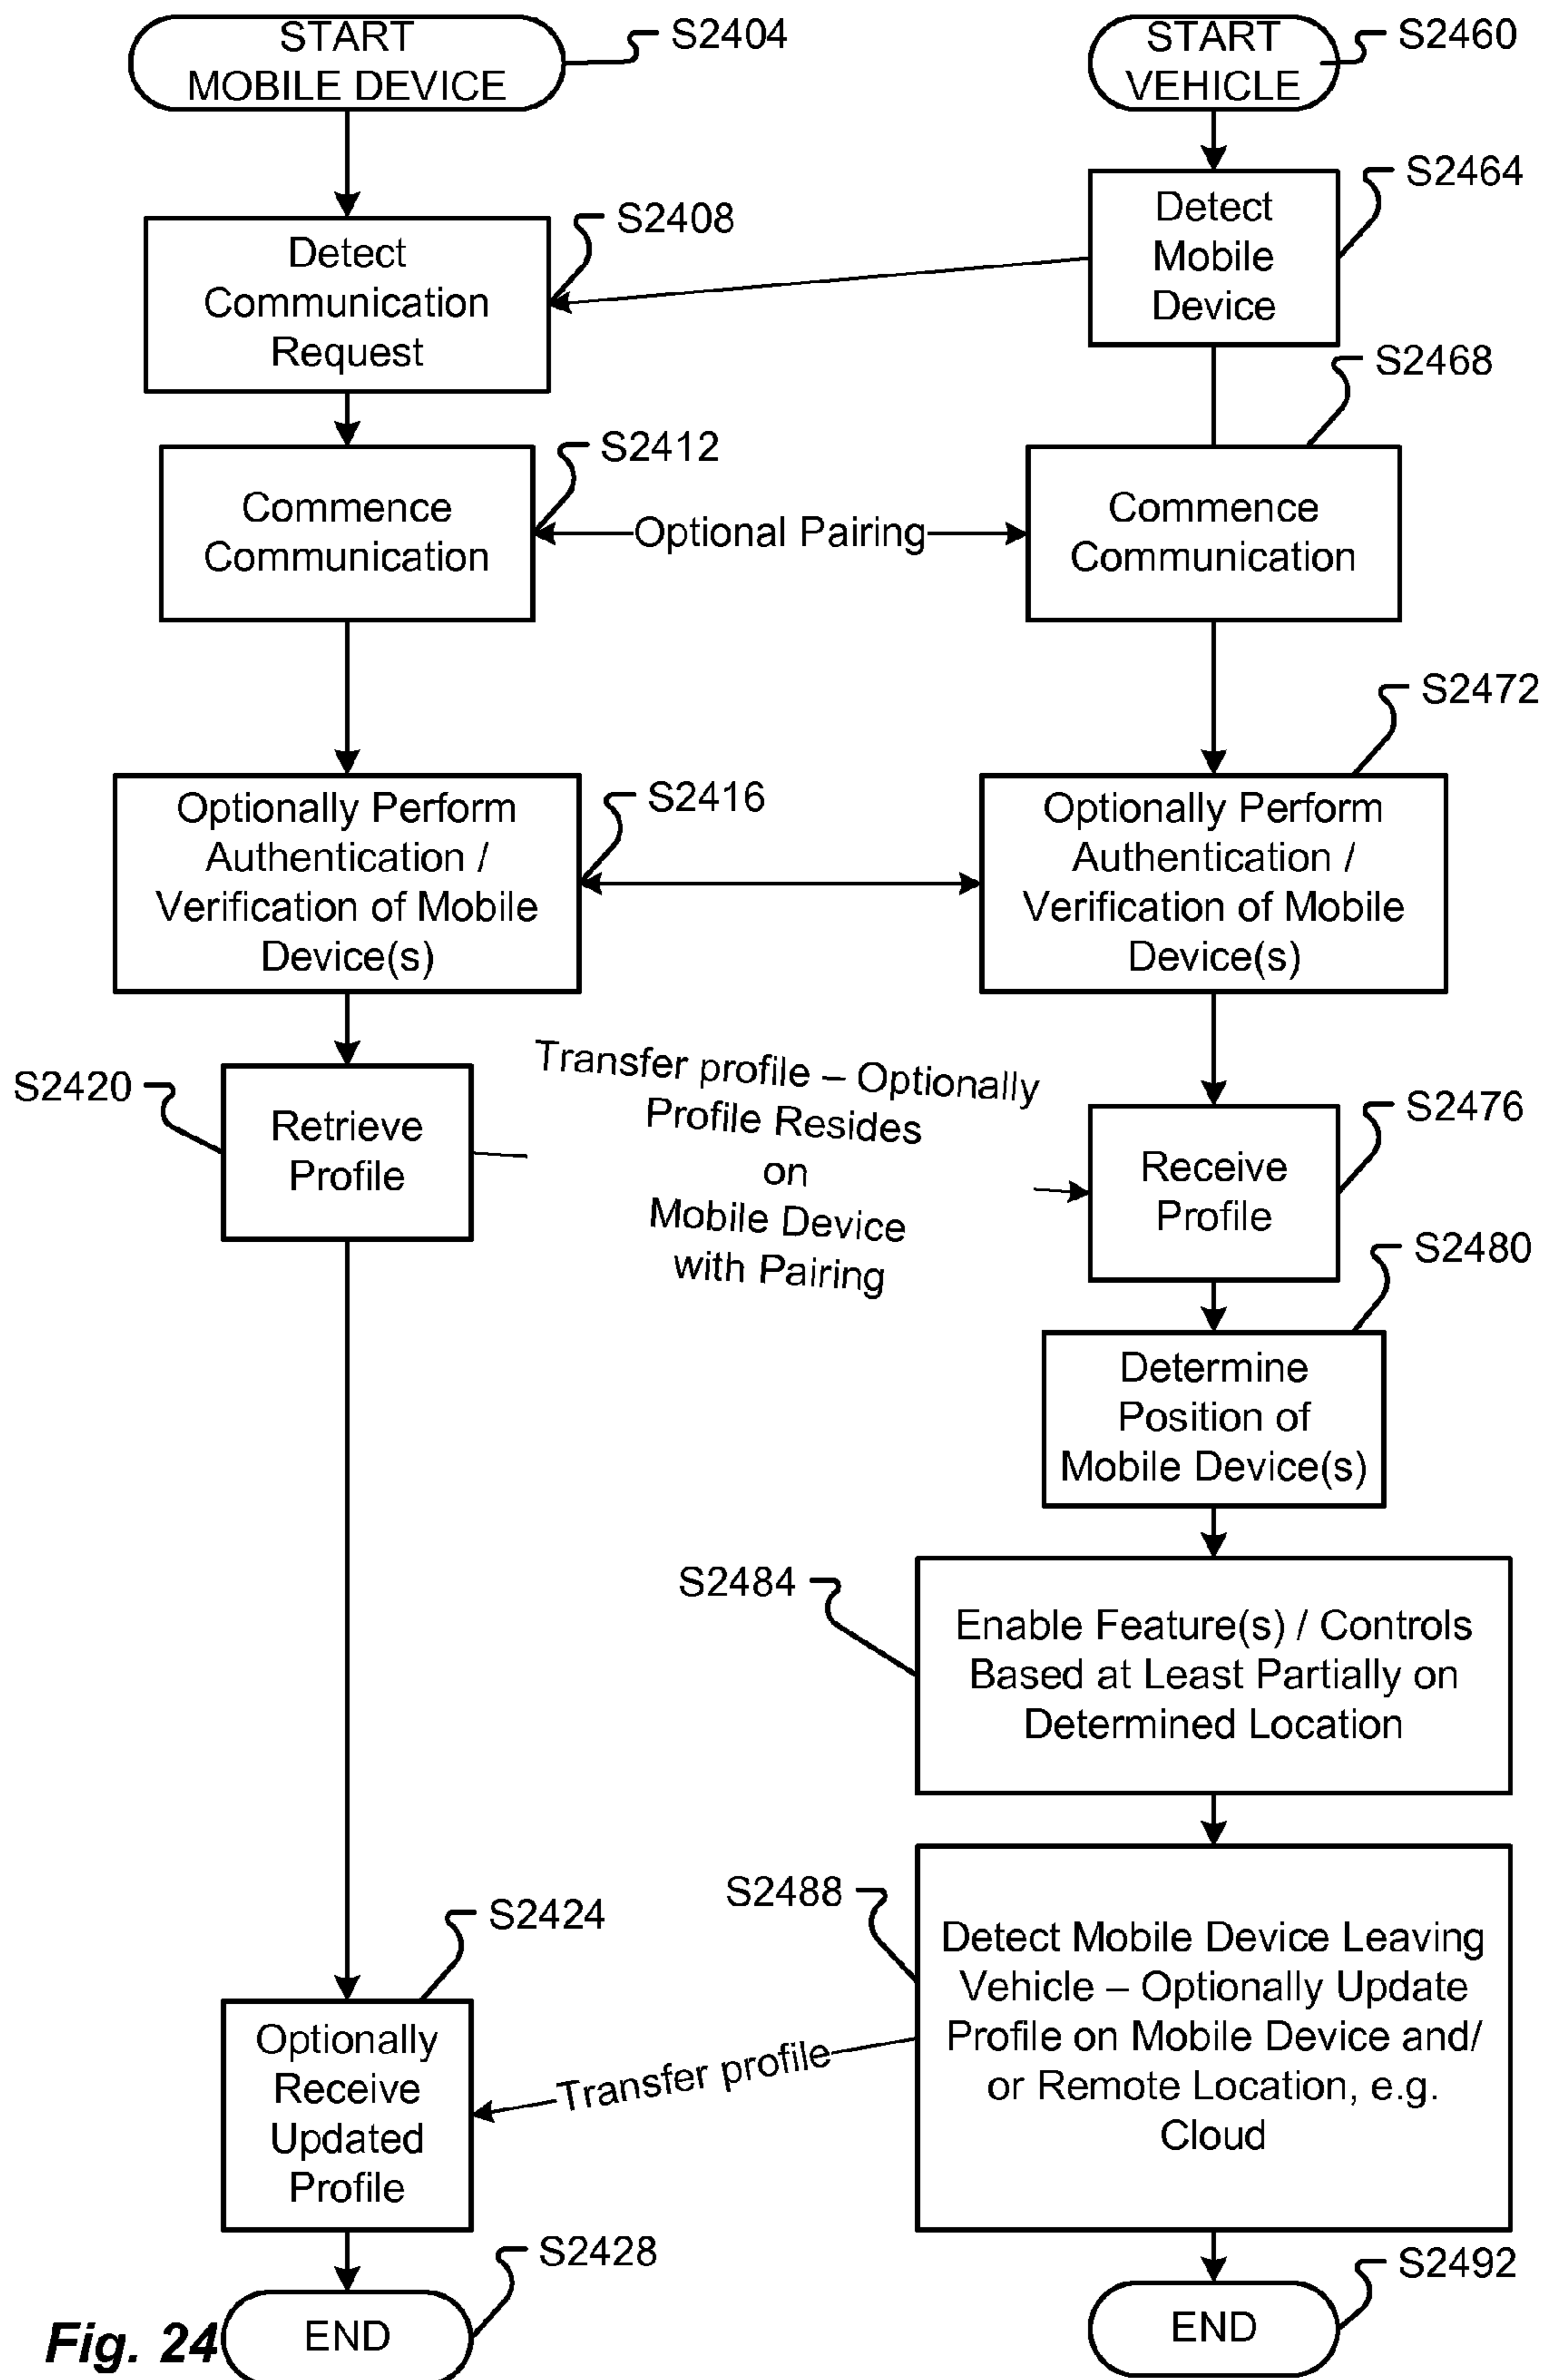 START
MOBILE DEVICE
S2404
START
VEHICLE
S2460
Detect
Mobile
Device
S2464
Detect
Communication
Request
S2408
S2468
Commence
Communication
S2412
Optional Pairing
Commence
Communication
S2472
Optionally Perform
Authentication /
Verification of Mobile
Device(s)
S2416
Optionally Perform
Authentication /
Verification of Mobile
Device(s)
S2420
Retrieve
Profile
Transfer profile – Optionally
Profile Resides
on
Mobile Device
with Pairing
Receive
Profile
S2476
S2480
Determine
Position of
Mobile Device(s)
S2484
Enable Feature(s) / Controls
Based at Least Partially on
Determined Location
S2488
Detect Mobile Device Leaving
Vehicle – Optionally Update
Profile on Mobile Device and/
or Remote Location, e.g.
Cloud
S2424
Optionally
Receive
Updated
Profile
Transfer profile
S2428
END
S2492
END
Fig. 24